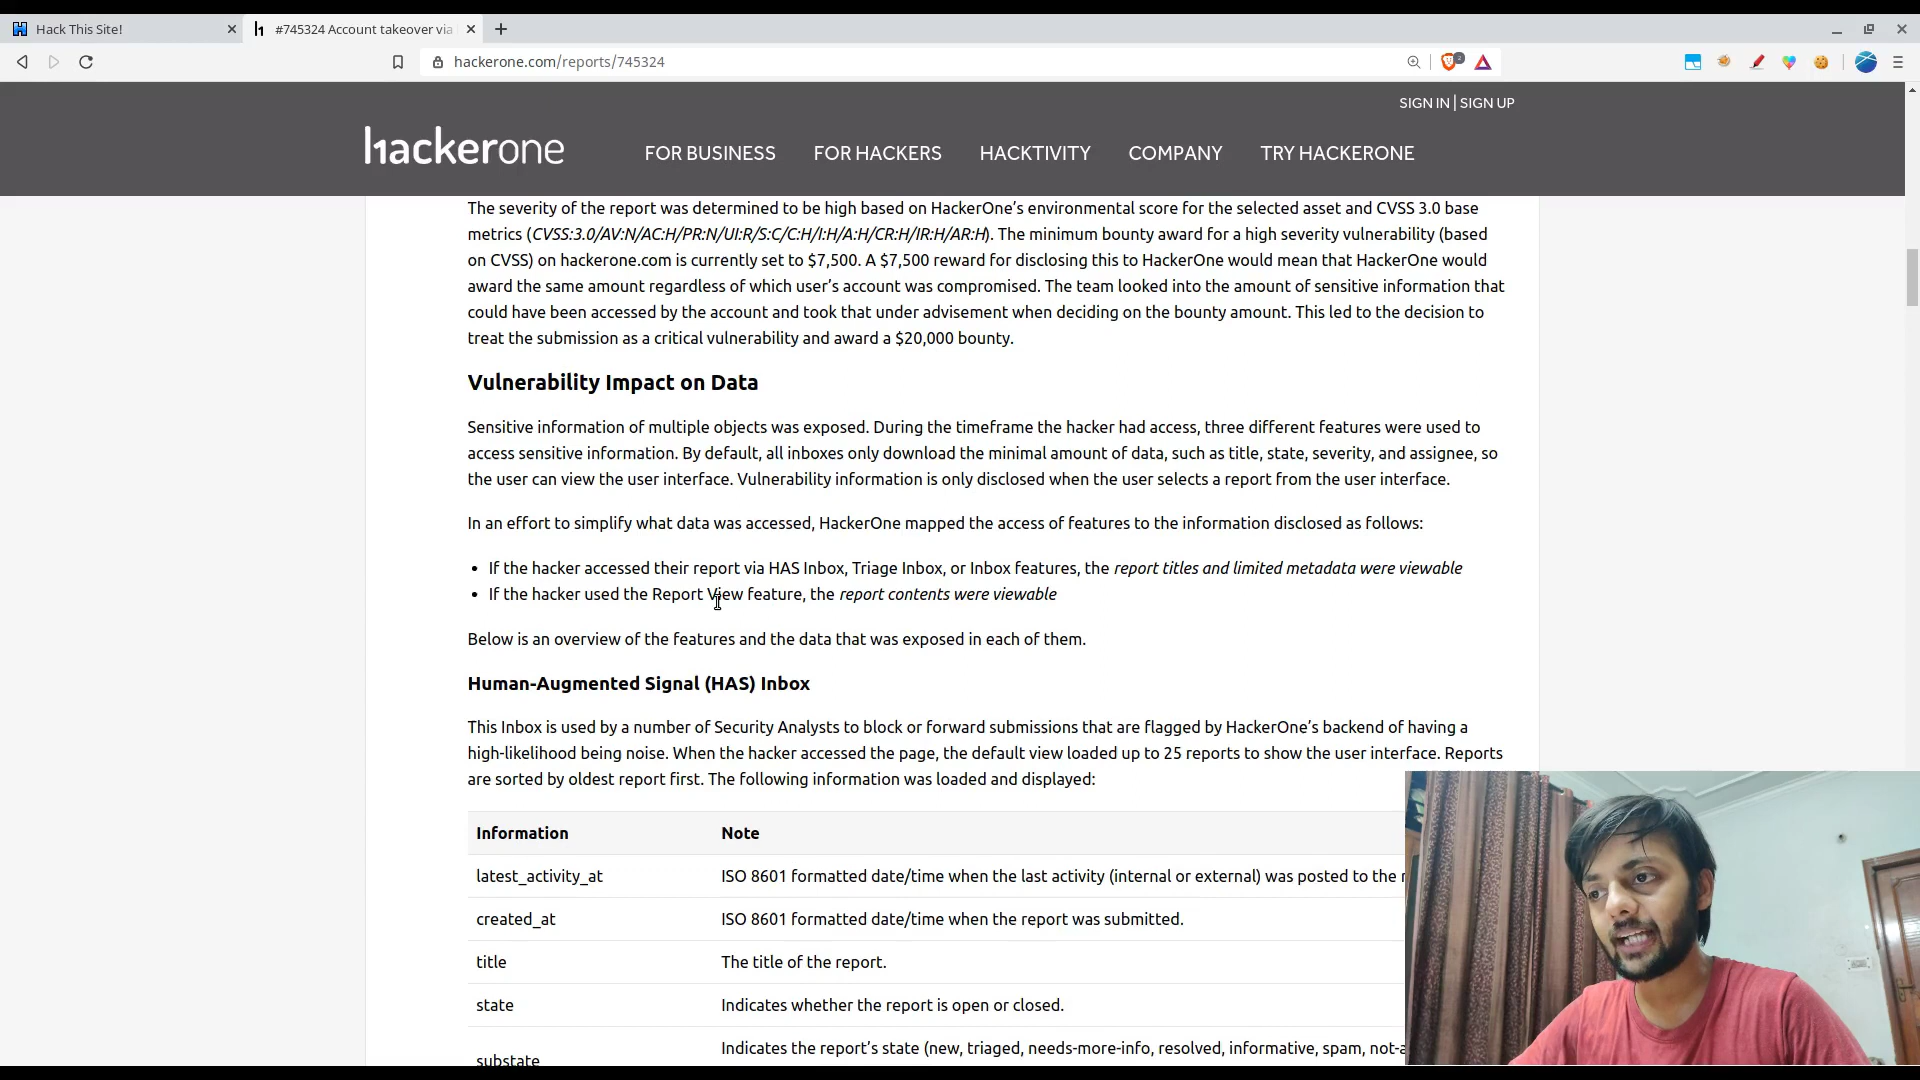 Hack This Site!
#745324 Account takeover via
hackerone.com/reports/745324
2
SIGN IN | SIGN UP
hackerone
FOR BUSINESS
FOR HACKERS
HACKTIVITY
COMPANY
TRY HACKERONE
The severity of the report was determined to be high based on HackerOne’s environmental score for the selected asset and CVSS 3.0 base
metrics (CVSS:3.0/AV:N/AC:H/PR:N/UI:R/S:C/C:H/I:H/A:H/CR:H/IR:H/AR:H). The minimum bounty award for a high severity vulnerability (based
on CVSS) on hackerone.com is currently set to $7,500. A $7,500 reward for disclosing this to HackerOne would mean that HackerOne would
award the same amount regardless of which user’s account was compromised. The team looked into the amount of sensitive information that
could have been accessed by the account and took that under advisement when deciding on the bounty amount. This led to the decision to
treat the submission as a critical vulnerability and award a $20,000 bounty.
Vulnerability Impact on Data
Sensitive information of multiple objects was exposed. During the timeframe the hacker had access, three different features were used to
access sensitive information. By default, all inboxes only download the minimal amount of data, such as title, state, severity, and assignee, so
the user can view the user interface. Vulnerability information is only disclosed when the user selects a report from the user interface.
In an effort to simplify what data was accessed, HackerOne mapped the access of features to the information disclosed as follows:
• If the hacker accessed their report via HAS Inbox, Triage Inbox, or Inbox features, the report titles and limited metadata were viewable
• If the hacker used the Report View feature, the report contents were viewable
Below is an overview of the features and the data that was exposed in each of them.
Human-Augmented Signal (HAS) Inbox
This Inbox is used by a number of Security Analysts to block or forward submissions that are flagged by HackerOne’s backend of having a
high-likelihood being noise. When the hacker accessed the page, the default view loaded up to 25 reports to show the user interface. Reports
are sorted by oldest report first. The following information was loaded and displayed:
Information Note
latest_activity_at ISO 8601 formatted date/time when the last activity (internal or external) was posted to the
created_at ISO 8601 formatted date/time when the report was submitted.
title The title of the report.
state Indicates whether the report is open or closed.
substate Indicates the report’s state (new, triaged, needs-more-info, resolved, informative, spam, not-a